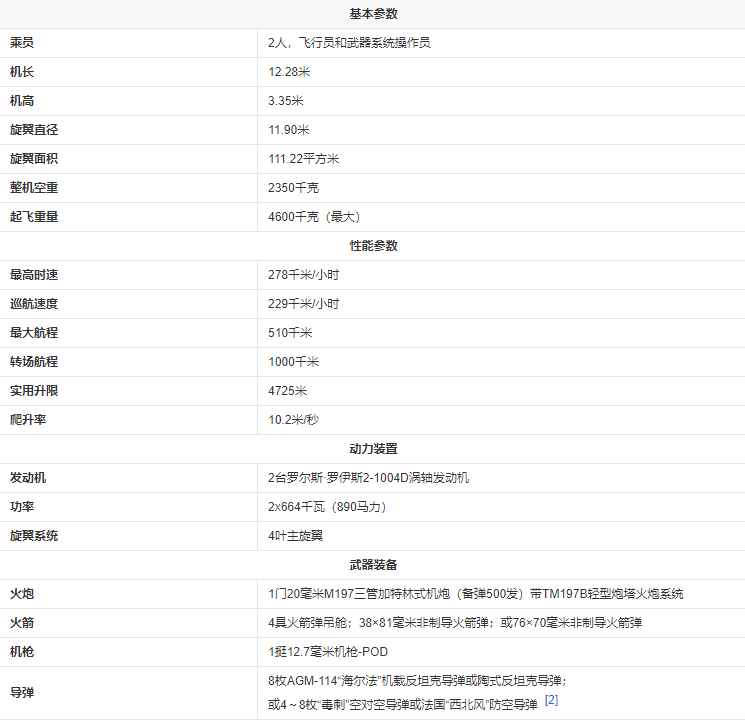 基本参数
乘员 2人，飞行员和武器系统操作员
机长 12.28米
机高 3.35米
旋翼直径 11.90米
旋翼面积 111.22平方米
整机空重 2350千克
起飞重量 4600千克（最大）
性能参数
最高时速 278千米/小时
巡航速度 229千米/小时
最大航程 510千米
转场航程 1000千米
实用升限 4725米
爬升率 10.2米/秒
动力装置
发动机 2台罗尔斯·罗伊斯2-1004D涡轴发动机
功率 2x664千瓦（890马力）
旋翼系统 4叶主旋翼
武器装备
火炮 1门20毫米M197三管加特林式机炮（备弹500发）带TM197B轻型炮塔火炮系统
火箭 4具火箭弹吊舱；38×81毫米非制导火箭弹；或76×70毫米非制导火箭弹
机枪 1挺12.7毫米机枪-POD
导弹 8枚AGM-114“海尔法”机载反坦克导弹或陶式反坦克导弹；
或4～8枚“毒刺”空对空导弹或法国“西北风”防空导弹 [2]